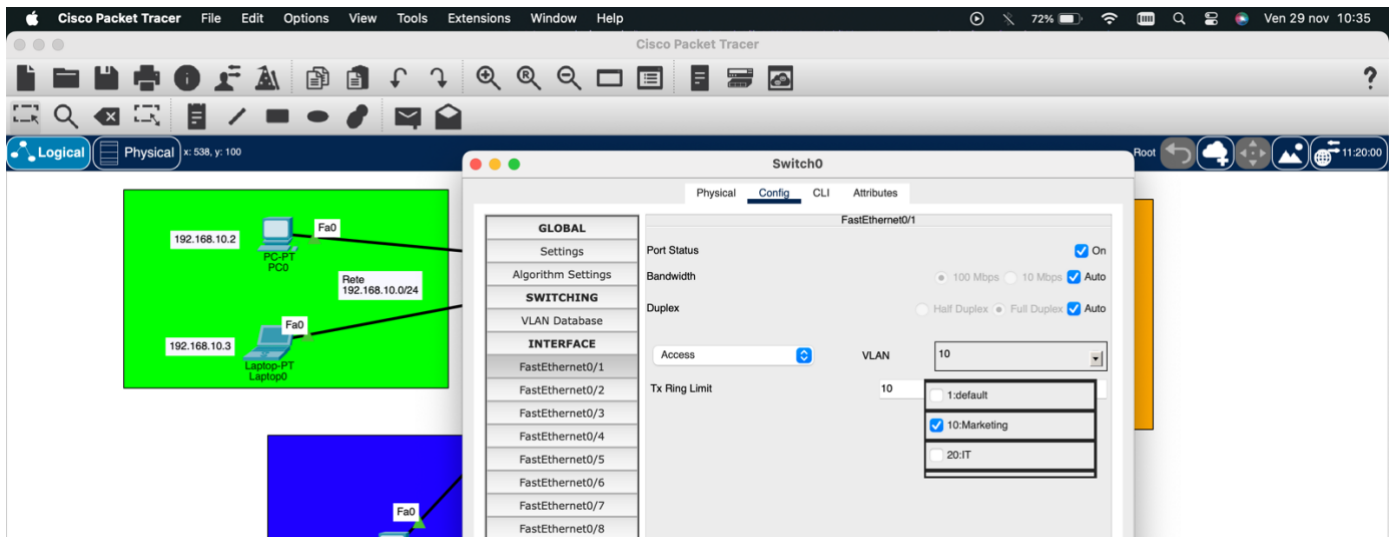 Cisco Packet Tracer File Edit Options View Tools Extensions Window Help 72% Ven 29 nov 10:35
Cisco Packet Tracer
?
Logical Physical x: 538, y: 100 Root 11:20:00
Switch0
Physical Config CLI Attributes
GLOBAL
Settings
Algorithm Settings
SWITCHING
VLAN Database
INTERFACE
FastEthernet0/1
FastEthernet0/2
FastEthernet0/3
FastEthernet0/4
FastEthernet0/5
FastEthernet0/6
FastEthernet0/7
FastEthernet0/8
FastEthernet0/1
Port Status On
Bandwidth 100 Mbps 10 Mbps Auto
Duplex Half Duplex Full Duplex Auto
Access VLAN 10
Tx Ring Limit 10
1:default
10:Marketing
20:IT
192.168.10.2
Fa0
PC-PT
PC0
Rete
192.168.10.0/24
Fa0
192.168.10.3
Laptop-PT
Laptop0
Fa0